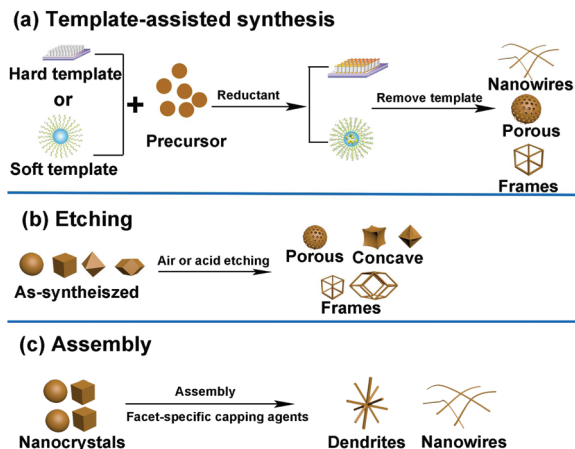 (a) Template-assisted synthesis
Hard template
or
Soft template
+
Precursor
Reductant
Remove template
Nanowires
Porous
Frames
(b) Etching
As-syntheiszed
Air or acid etching
Porous Concave
Frames
(c) Assembly
Nanocrystals
Assembly
Facet-specific capping agents
Dendrites Nanowires